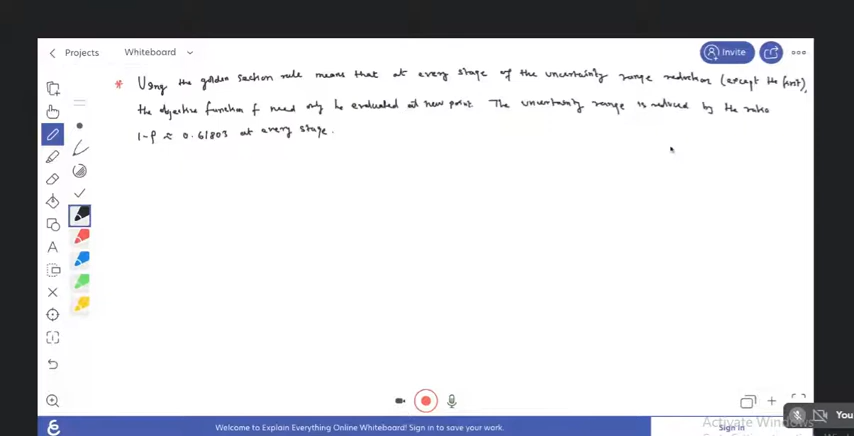 Projects Whiteboard Invite
* Using the golden section rule means that at every stage of the uncertainty range reduction (except the first),
the objective function f need only be evaluated at new point. The uncertainty range is reduced by the ratio
1-ρ ≈ 0.61803 at every stage.
A
You
Activate Windows
Welcome to Explain Everything Online Whiteboard! Sign in to save your work. Sign in